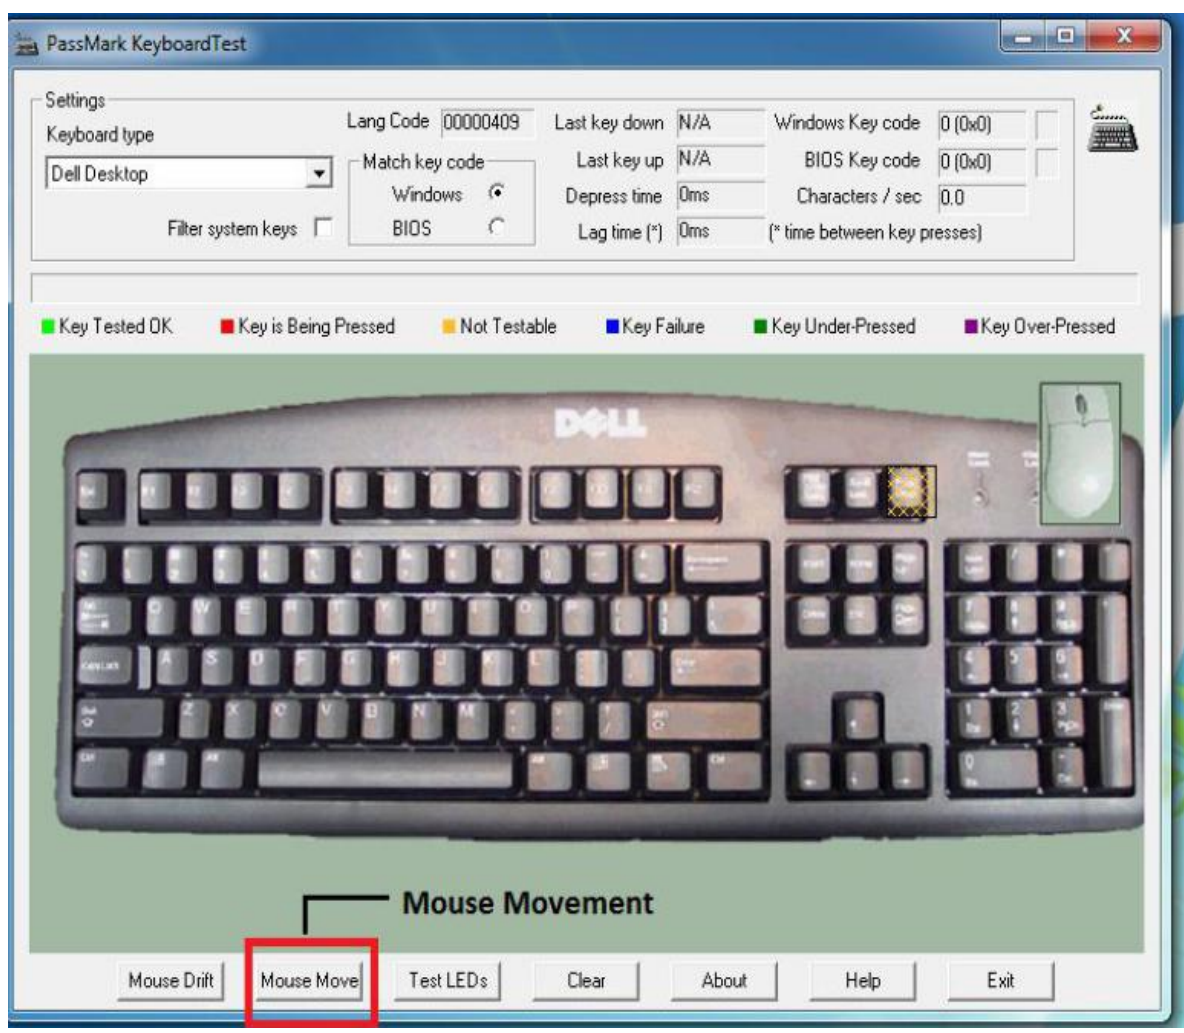 PassMark KeyboardTest
Settings
Keyboard type
Dell Desktop
Filter system keys
Lang Code 00000409
Match key code
Windows
BIOS
Last key down N/A
Last key up N/A
Depress time 0ms
Lag time (*) 0ms
Windows Key code 0 (0x0)
BIOS Key code 0 (0x0)
Characters / sec 0.0
(* time between key presses)
Key Tested OK Key is Being Pressed Not Testable Key Failure Key Under-Pressed Key Over-Pressed
DELL
Q W E R T Y U I O P
A S D F G H J K L
Z X C V B N M
Mouse Movement
Mouse Drift Mouse Move Test LEDs Clear About Help Exit